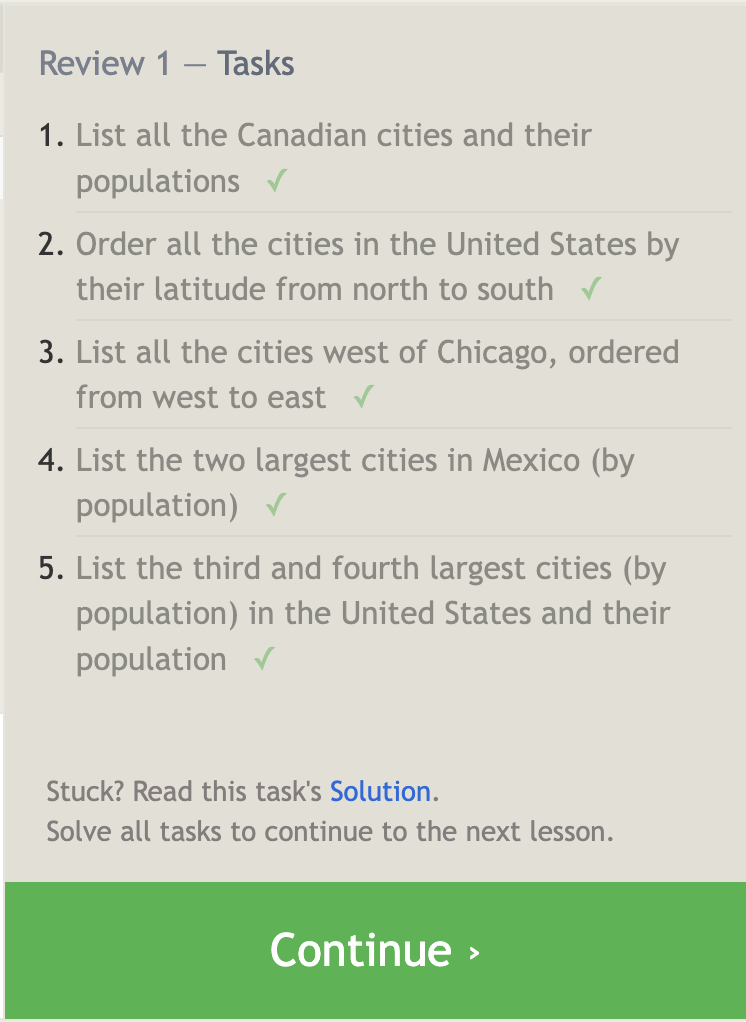 Review 1 — Tasks
1. List all the Canadian cities and their
populations ✓
2. Order all the cities in the United States by
their latitude from north to south ✓
3. List all the cities west of Chicago, ordered
from west to east ✓
4. List the two largest cities in Mexico (by
population) ✓
5. List the third and fourth largest cities (by
population) in the United States and their
population ✓
Stuck? Read this task's Solution.
Solve all tasks to continue to the next lesson.
Continue ›